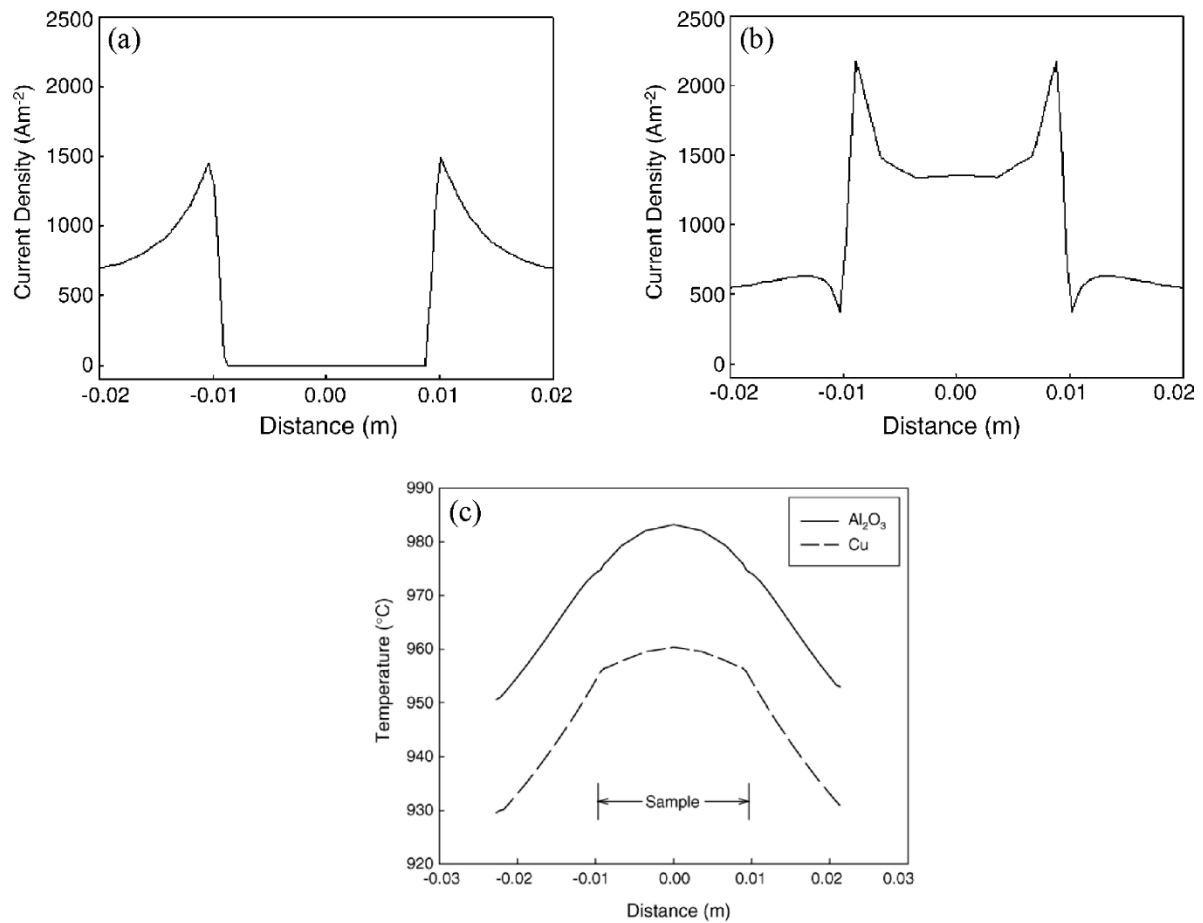 (a)
2500
2000
1500
1000
500
0
Current Density (Am-2)
-0.02 -0.01 0.00 0.01 0.02
Distance (m)
(b)
2500
2000
1500
1000
500
0
Current Density (Am-2)
-0.02 -0.01 0.00 0.01 0.02
Distance (m)
(c)
990
980
970
960
950
940
930
920
Temperature (°C)
Al2O3
Cu
Sample
-0.03 -0.02 -0.01 0.00 0.01 0.02 0.03
Distance (m)